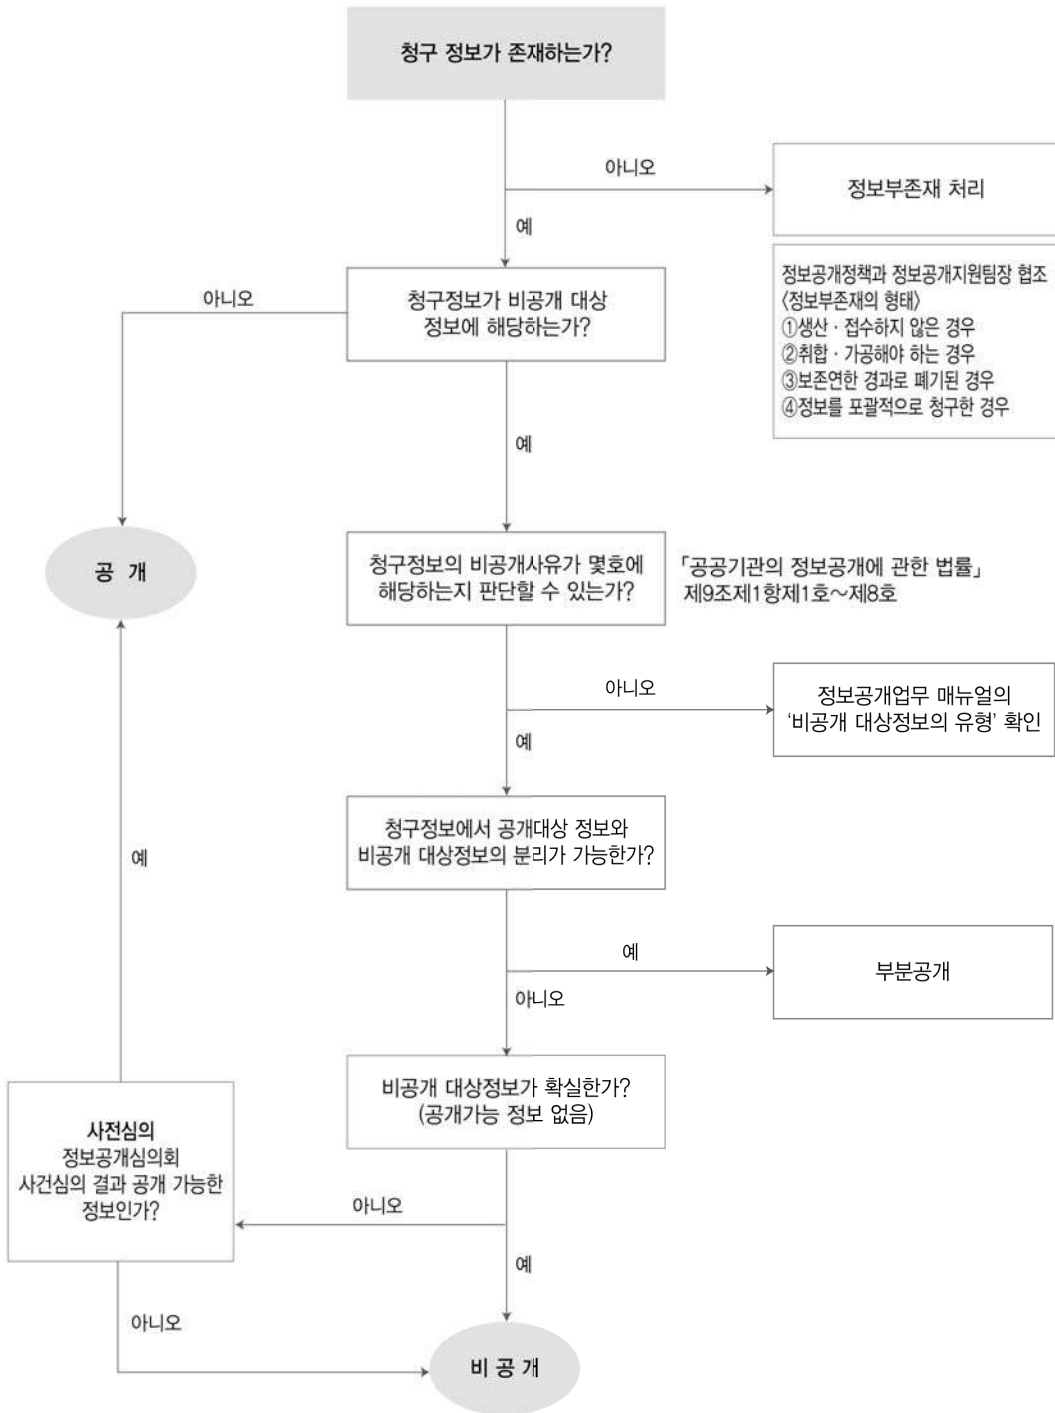 청구 정보가 존재하는가?
아니오
정보부존재 처리
예
정보공개정책과 정보공개지원팀장 협조
〈정보부존재의 형태〉
①생산·접수하지 않은 경우
②취합·가공해야 하는 경우
③보존연한 경과로 폐기된 경우
④정보를 포괄적으로 청구한 경우
아니오
청구정보가 비공개 대상
정보에 해당하는가?
예
공 개
청구정보의 비공개사유가 몇호에
해당하는지 판단할 수 있는가?
「공공기관의 정보공개에 관한 법률」
제9조제1항제1호~제8호
아니오
정보공개업무 매뉴얼의
'비공개 대상정보의 유형' 확인
예
청구정보에서 공개대상 정보와
비공개 대상정보의 분리가 가능한가?
예
예
부분공개
아니오
비공개 대상정보가 확실한가?
(공개가능 정보 없음)
사전심의
정보공개심의회
사건심의 결과 공개 가능한
정보인가?
아니오
예
아니오
비 공 개